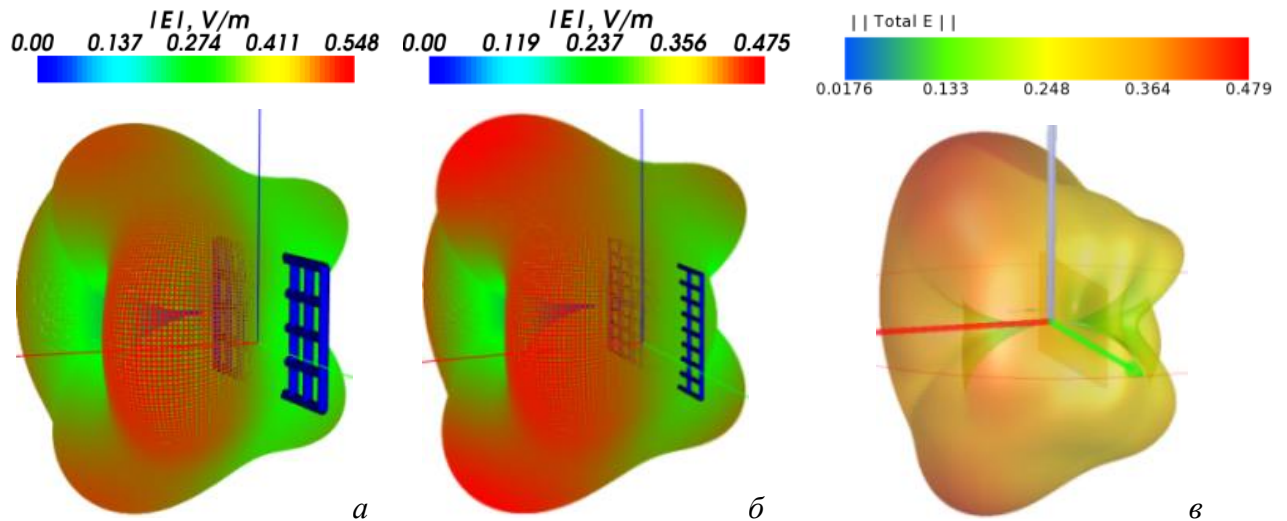 |E|, V/m
0.00 0.137 0.274 0.411 0.548
|E|, V/m
0.00 0.119 0.237 0.356 0.475
|| Total E ||
0.0176 0.133 0.248 0.364 0.479
а
б
в